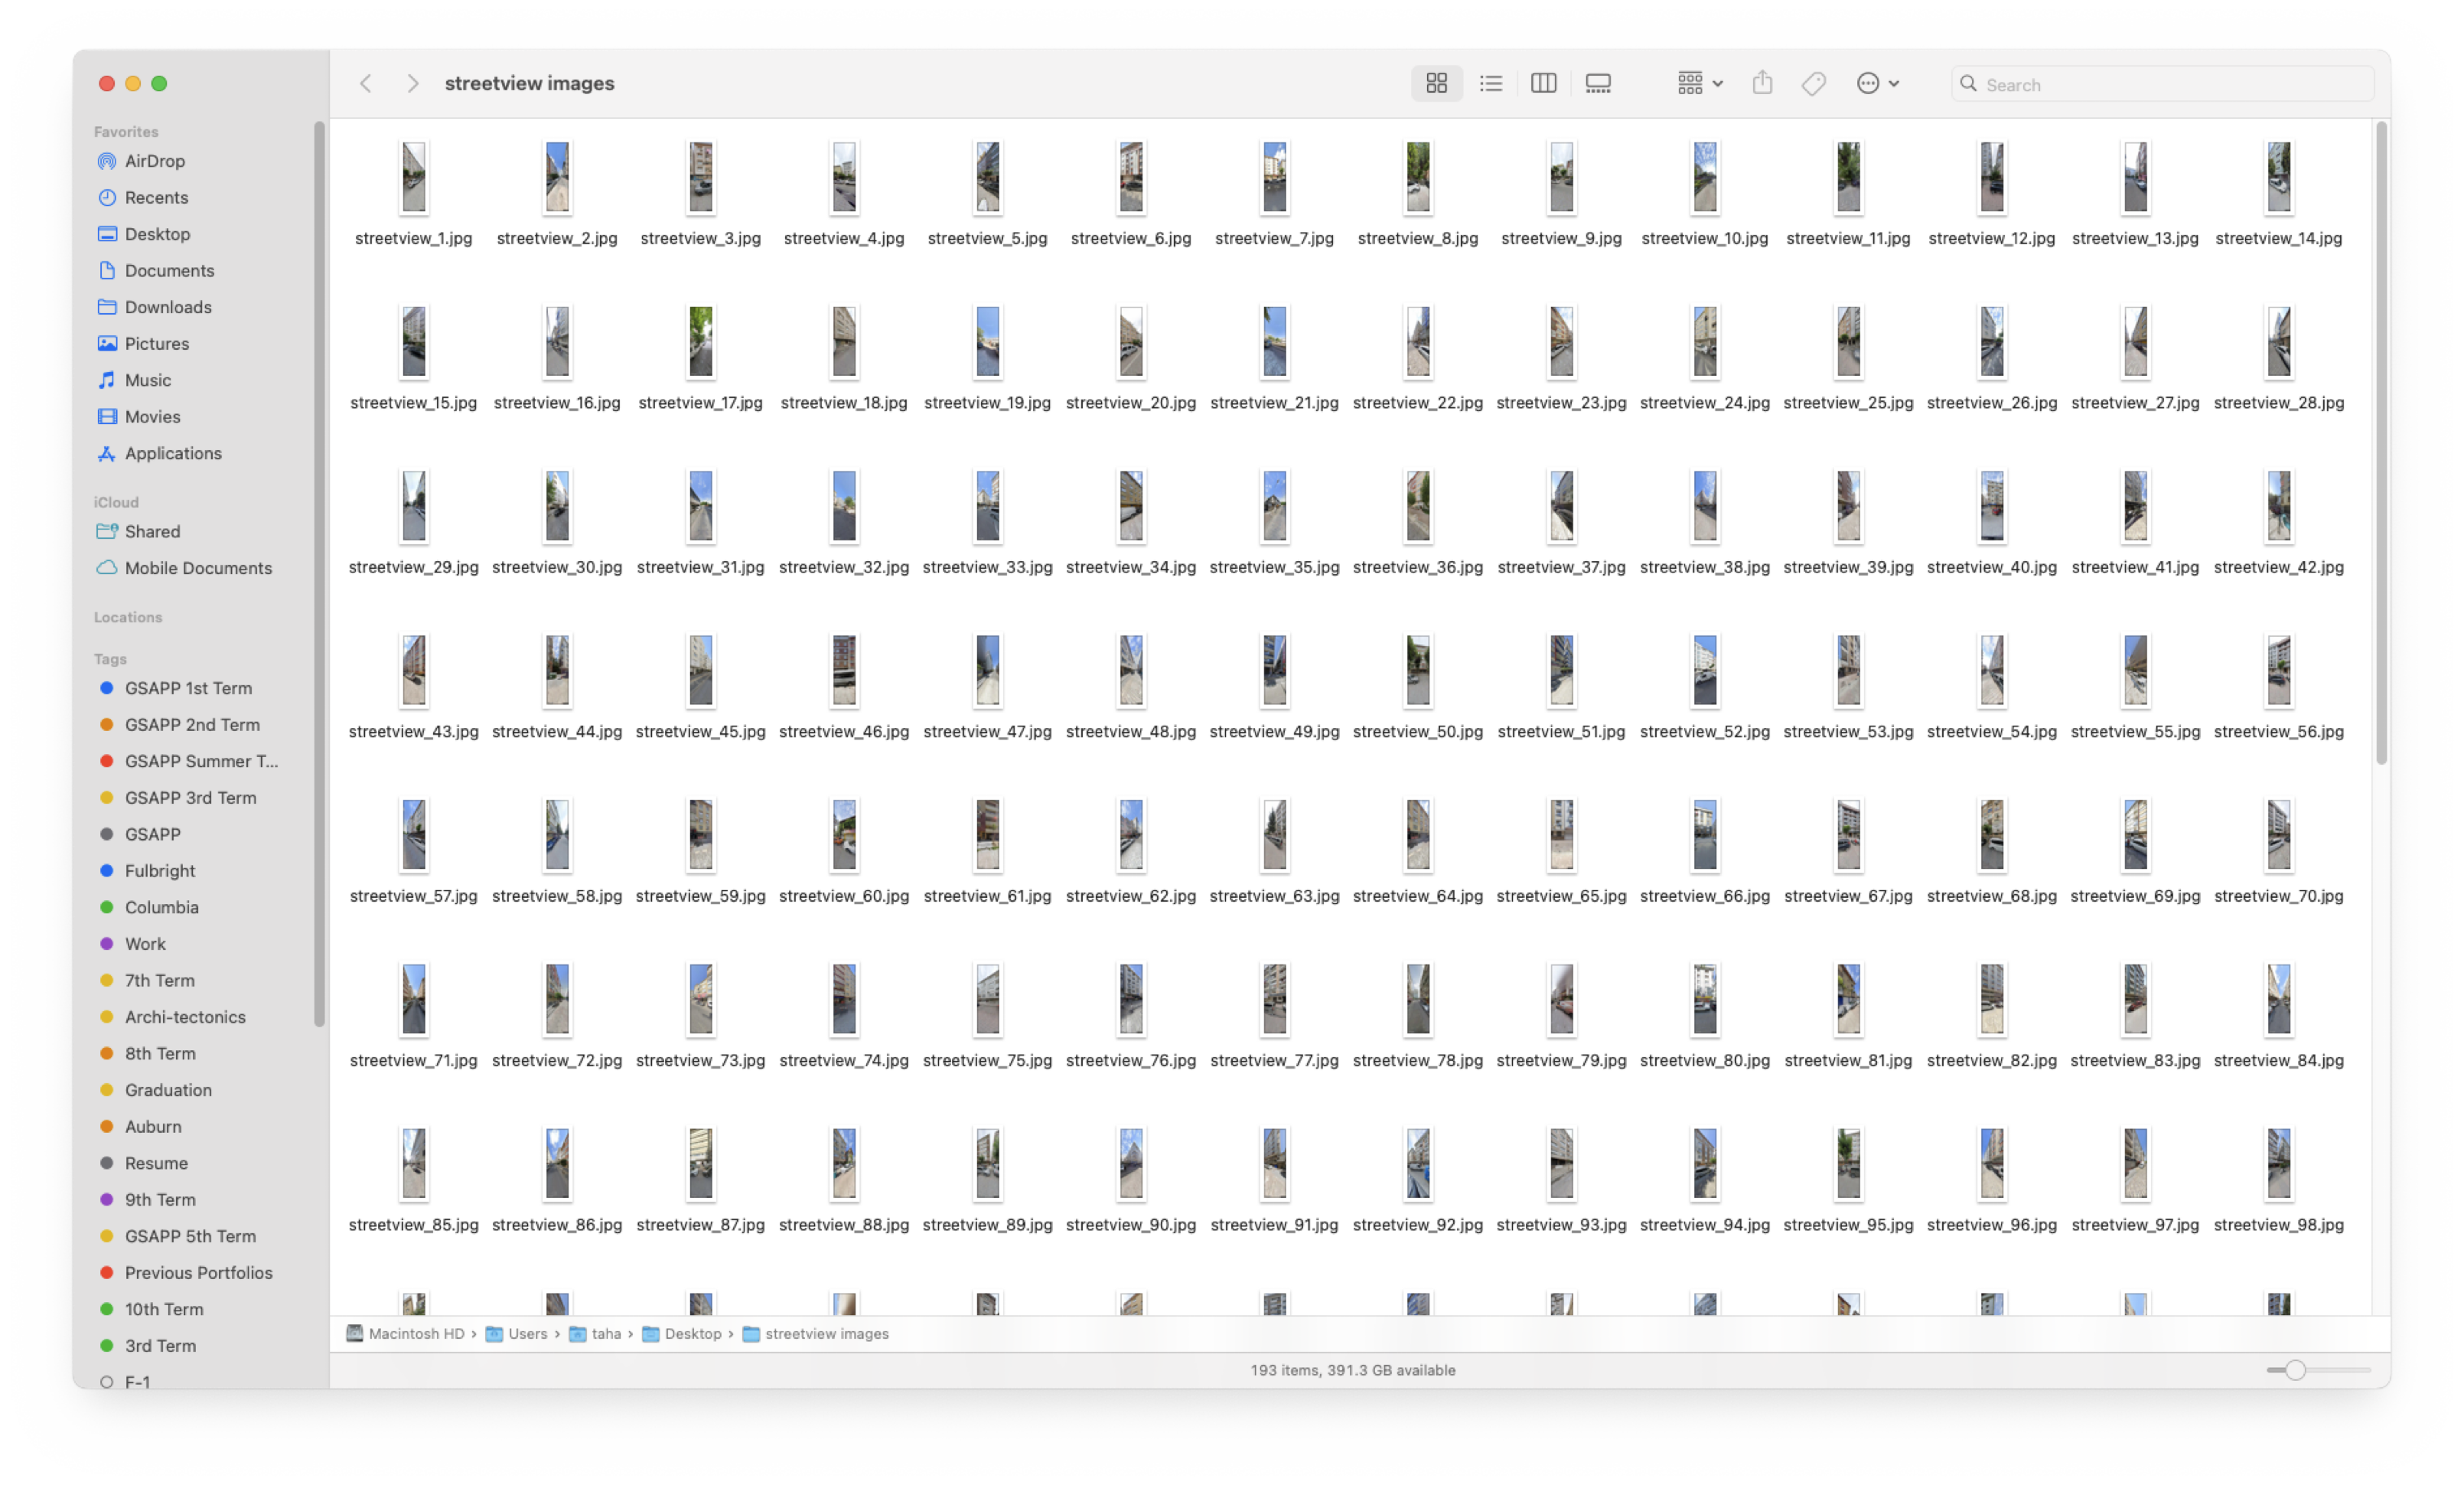 streetview images
Search
Favorites
AirDrop
Recents
Desktop
Documents
Downloads
Pictures
Music
Movies
Applications
iCloud
Shared
Mobile Documents
Locations
Tags
GSAPP 1st Term
GSAPP 2nd Term
GSAPP Summer T...
GSAPP 3rd Term
GSAPP
Fulbright
Columbia
Work
7th Term
Archi-tectonics
8th Term
Graduation
Auburn
Resume
9th Term
GSAPP 5th Term
Previous Portfolios
10th Term
3rd Term
F-1
streetview_1.jpg streetview_2.jpg streetview_3.jpg streetview_4.jpg streetview_5.jpg streetview_6.jpg streetview_7.jpg streetview_8.jpg streetview_9.jpg streetview_10.jpg streetview_11.jpg streetview_12.jpg streetview_13.jpg streetview_14.jpg
streetview_15.jpg streetview_16.jpg streetview_17.jpg streetview_18.jpg streetview_19.jpg streetview_20.jpg streetview_21.jpg streetview_22.jpg streetview_23.jpg streetview_24.jpg streetview_25.jpg streetview_26.jpg streetview_27.jpg streetview_28.jpg
streetview_29.jpg streetview_30.jpg streetview_31.jpg streetview_32.jpg streetview_33.jpg streetview_34.jpg streetview_35.jpg streetview_36.jpg streetview_37.jpg streetview_38.jpg streetview_39.jpg streetview_40.jpg streetview_41.jpg streetview_42.jpg
streetview_43.jpg streetview_44.jpg streetview_45.jpg streetview_46.jpg streetview_47.jpg streetview_48.jpg streetview_49.jpg streetview_50.jpg streetview_51.jpg streetview_52.jpg streetview_53.jpg streetview_54.jpg streetview_55.jpg streetview_56.jpg
streetview_57.jpg streetview_58.jpg streetview_59.jpg streetview_60.jpg streetview_61.jpg streetview_62.jpg streetview_63.jpg streetview_64.jpg streetview_65.jpg streetview_66.jpg streetview_67.jpg streetview_68.jpg streetview_69.jpg streetview_70.jpg
streetview_71.jpg streetview_72.jpg streetview_73.jpg streetview_74.jpg streetview_75.jpg streetview_76.jpg streetview_77.jpg streetview_78.jpg streetview_79.jpg streetview_80.jpg streetview_81.jpg streetview_82.jpg streetview_83.jpg streetview_84.jpg
streetview_85.jpg streetview_86.jpg streetview_87.jpg streetview_88.jpg streetview_89.jpg streetview_90.jpg streetview_91.jpg streetview_92.jpg streetview_93.jpg streetview_94.jpg streetview_95.jpg streetview_96.jpg streetview_97.jpg streetview_98.jpg
Macintosh HD › Users › taha › Desktop › streetview images
193 items, 391.3 GB available